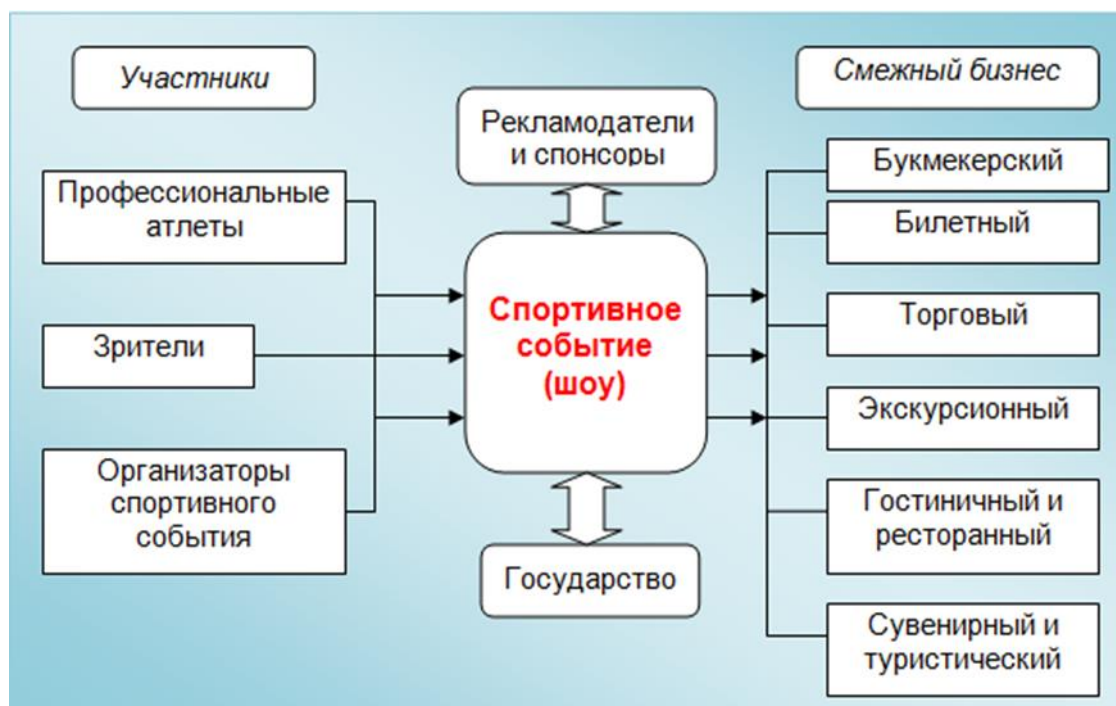 Участники
Профессиональные
атлеты
Зрители
Организаторы
спортивного
события
Рекламодатели
и спонсоры
Спортивное
событие
(шоу)
Государство
Смежный бизнес
Букмекерский
Билетный
Торговый
Экскурсионный
Гостиничный и
ресторанный
Сувенирный и
туристический